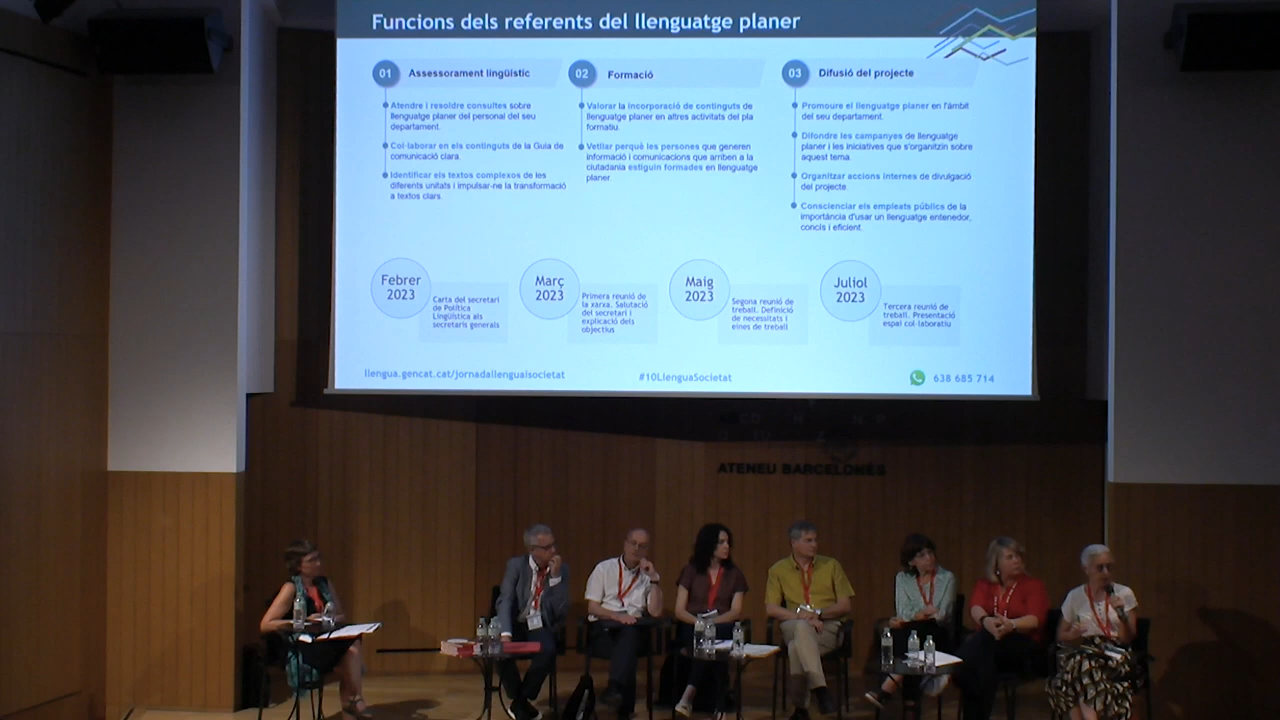 Funcions dels referents del llenguatge planer
01 Assessorament lingüístic
Atendre i resoldre consultes sobre
llenguatge planer del personal del seu
departament.
Col·laborar en els continguts de la Guia de
comunicació clara.
Identificar els textos complexos de les
diferents unitats i impulsar-ne la transformació
a textos clars.
02 Formació
Valorar la incorporació de continguts de
llenguatge planer en altres activitats del pla
formatiu.
Vetllar perquè les persones que generen
informació i comunicacions que arriben a la
ciutadania estiguin formades en llenguatge
planer.
03 Difusió del projecte
Promoure el llenguatge planer en l'àmbit
del seu departament.
Difondre les campanyes de llenguatge
planer i les iniciatives que s'organitzin sobre
aquest tema.
Organitzar accions internes de divulgació
del projecte.
Conscienciar els empleats públics de la
importància d'usar un llenguatge entenedor,
concís i eficient.
Febrer
2023
Carta del secretari
de Política
Lingüística als
secretaris generals
Març
2023
Primera reunió de
la xarxa. Salutació
del secretari i
explicació dels
objectius
Maig
2023
Segona reunió de
treball. Definició
de necessitats i
eines de treball
Juliol
2023
Tercera reunió de
treball. Presentació
espai col·laboratiu
llengua.gencat.cat/jornadallenguaisocietat
#10LlenguaSocietat
638 685 714
ATENEU BARCELONÈS